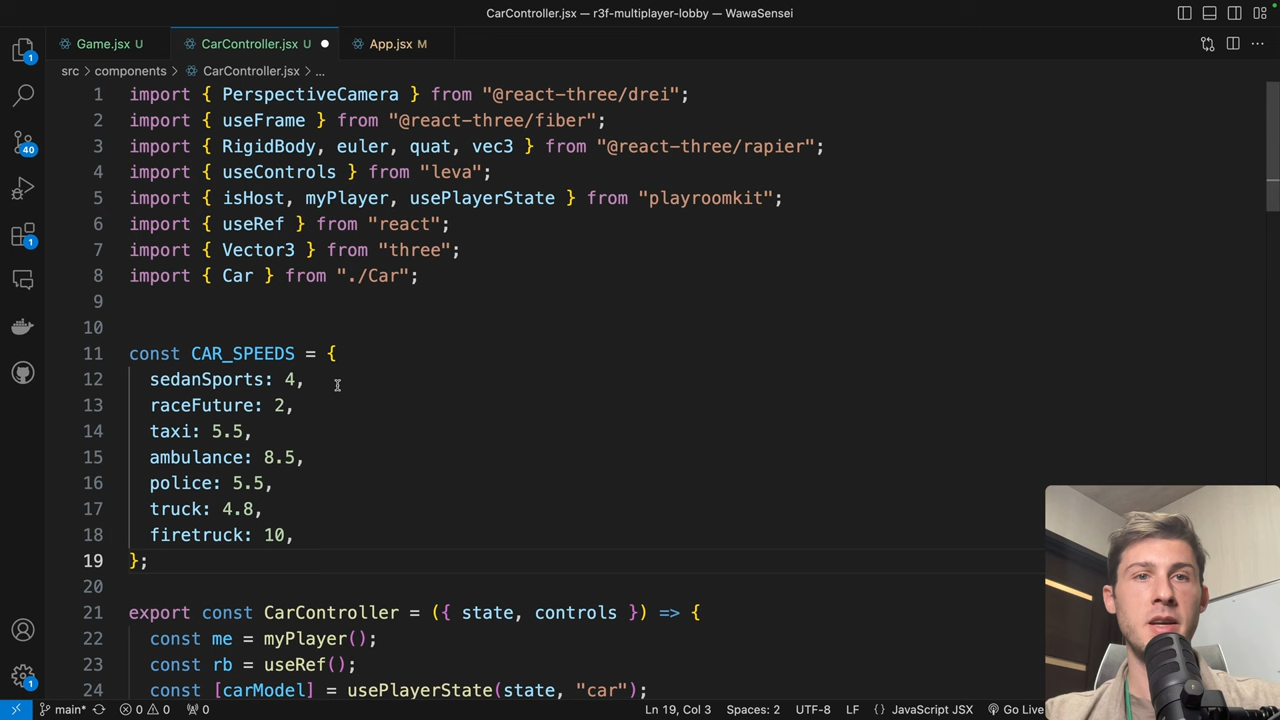 CarController.jsx — r3f-multiplayer-lobby — WawaSensei
Game.jsx U
CarController.jsx U
App.jsx M
src > components > CarController.jsx > ...
1 import { PerspectiveCamera } from "@react-three/drei";
2 import { useFrame } from "@react-three/fiber";
3 import { RigidBody, euler, quat, vec3 } from "@react-three/rapier";
4 import { useControls } from "leva";
5 import { isHost, myPlayer, usePlayerState } from "playroomkit";
6 import { useRef } from "react";
7 import { Vector3 } from "three";
8 import { Car } from "./Car";
9
10
11 const CAR_SPEEDS = {
12 sedanSports: 4,
13 raceFuture: 2,
14 taxi: 5.5,
15 ambulance: 8.5,
16 police: 5.5,
17 truck: 4.8,
18 firetruck: 10,
19 };
20
21 export const CarController = ({ state, controls }) => {
22 const me = myPlayer();
23 const rb = useRef();
24 const [carModel] = usePlayerState(state, "car");
1
40
1
1
main* 0 0 0 Ln 19, Col 3 Spaces: 2 UTF-8 LF {} JavaScript JSX Go Live